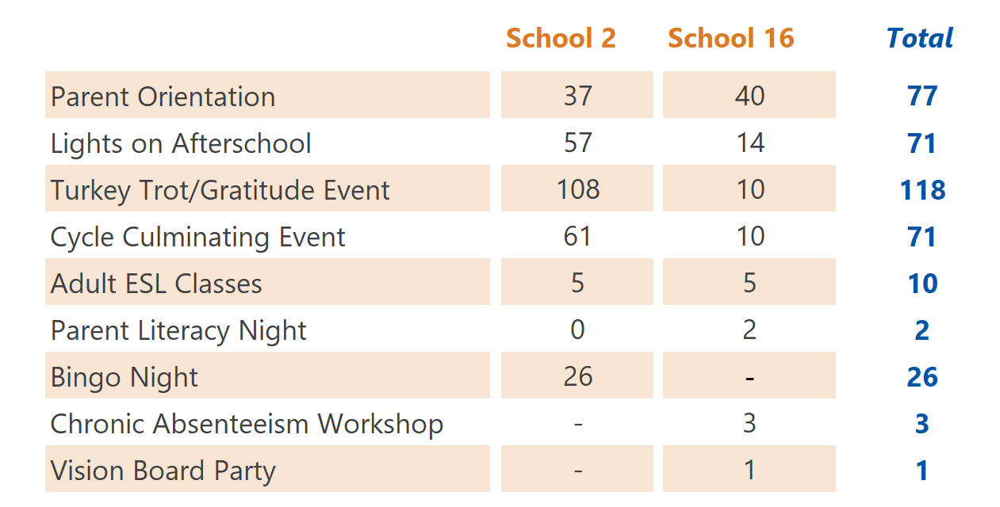 School 2 School 16 Total
Parent Orientation 37 40 77
Lights on Afterschool 57 14 71
Turkey Trot/Gratitude Event 108 10 118
Cycle Culminating Event 61 10 71
Adult ESL Classes 5 5 10
Parent Literacy Night 0 2 2
Bingo Night 26 - 26
Chronic Absenteeism Workshop - 3 3
Vision Board Party - 1 1